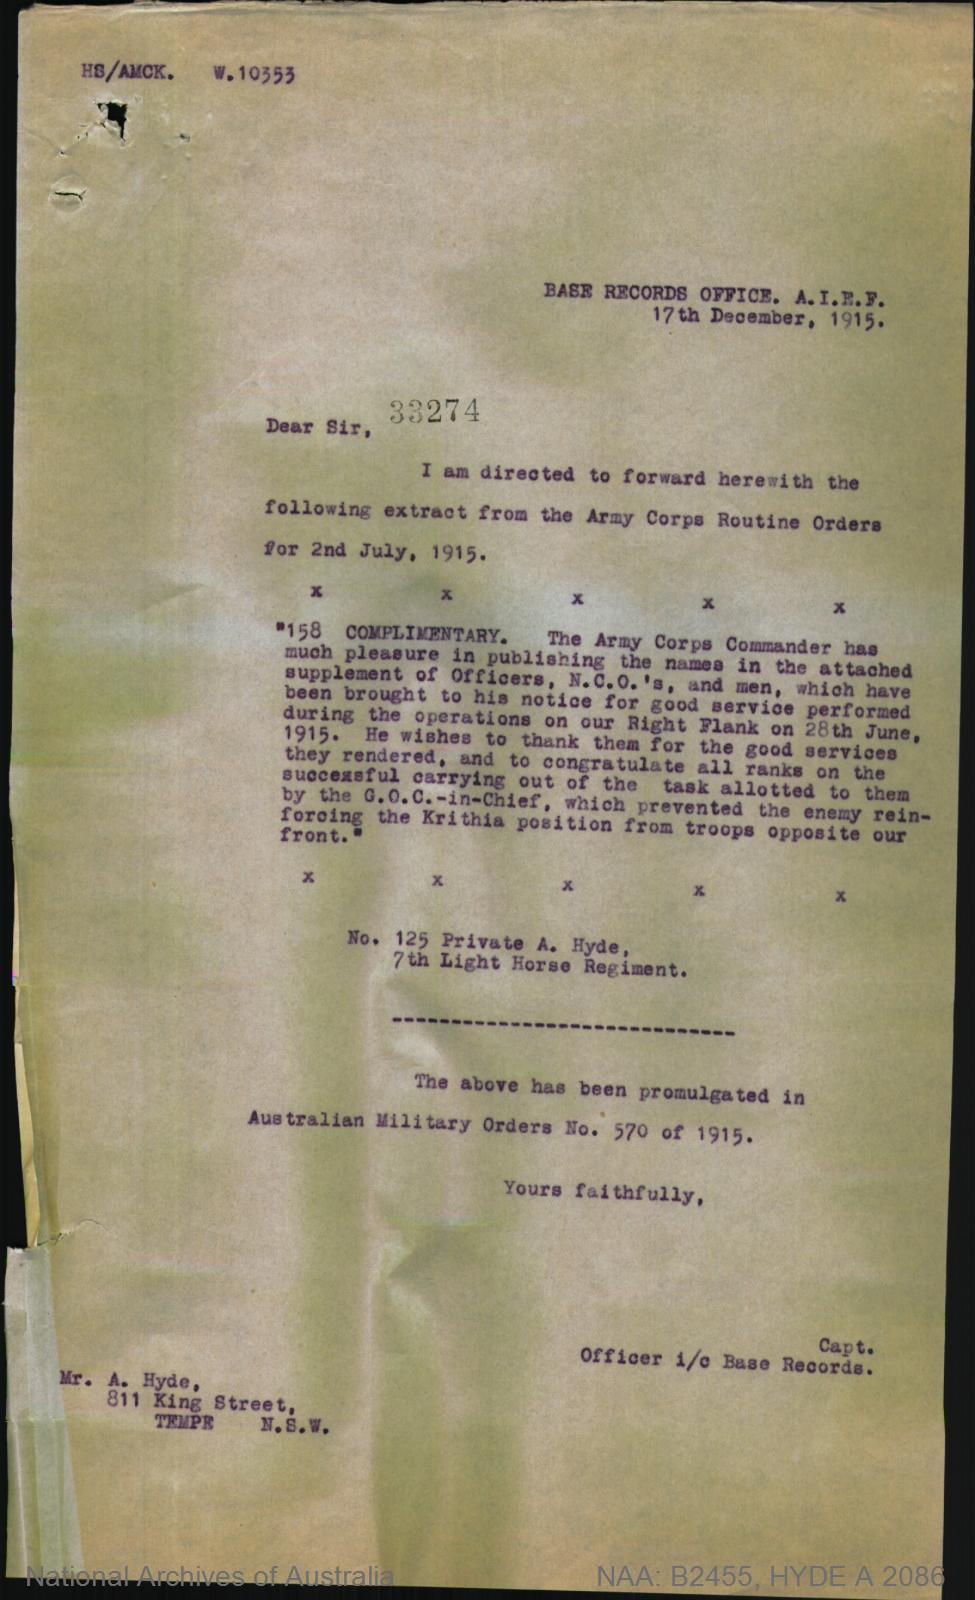 HS/AMCK. W.10353
BASE RECORDS OFFICE. A.I.E.F.
17th December, 1915.
33274
Dear Sir,
I am directed to forward herewith the
following extract from the Army Corps Routine Orders
for 2nd July, 1915.
x x x x x
"158 COMPLIMENTARY. The Army Corps Commander has
much pleasure in publishing the names in the attached
supplement of Officers, N.C.O.'s, and men, which have
been brought to his notice for good service performed
during the operations on our Right Flank on 28th June,
1915. He wishes to thank them for the good services
they rendered, and to congratulate all ranks on the
successful carrying out of the task allotted to them
by the G.O.C.-in-Chief, which prevented the enemy rein-
forcing the Krithia position from troops opposite our
front."
x x x x x
No. 125 Private A. Hyde,
7th Light Horse Regiment.
------------------------------
The above has been promulgated in
Australian Military Orders No. 570 of 1915.
Yours faithfully,
Capt.
Officer i/c Base Records.
Mr. A. Hyde,
811 King Street,
TEMPE N.S.W.
National Archives of Australia NAA: B2455, HYDE A 2086